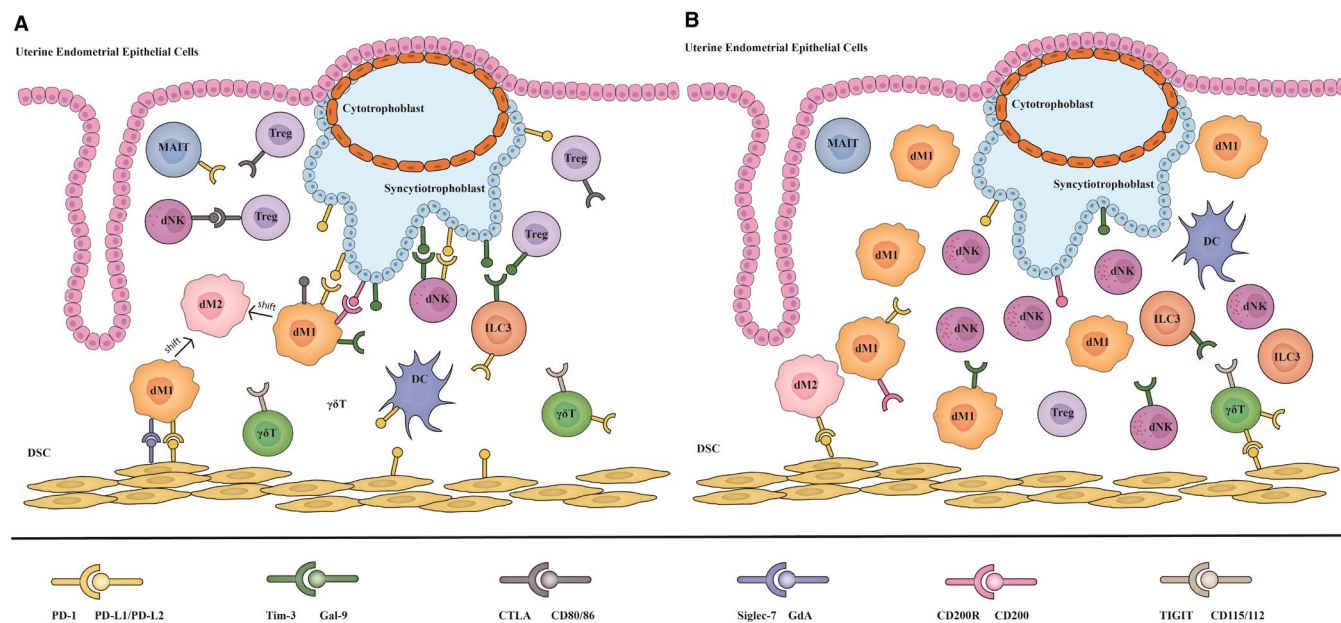 A
Uterine Endometrial Epithelial Cells
Cytotrophoblast
Syncytiotrophoblast
MAIT
Treg
Treg
dNK
Treg
Treg
dM2
shift
dM1
dNK
ILC3
shift
dM1
DC
γδT
γδT
γδT
DSC
B
Uterine Endometrial Epithelial Cells
Cytotrophoblast
Syncytiotrophoblast
MAIT
dM1
dM1
DC
dM1
dNK
dNK
dNK
dNK
dNK
ILC3
dM1
dM1
ILC3
dM2
dM1
Treg
dNK
γδT
DSC
PD-1 PD-L1/PD-L2
Tim-3 Gal-9
CTLA CD80/86
Siglec-7 GdA
CD200R CD200
TIGIT CD115/112